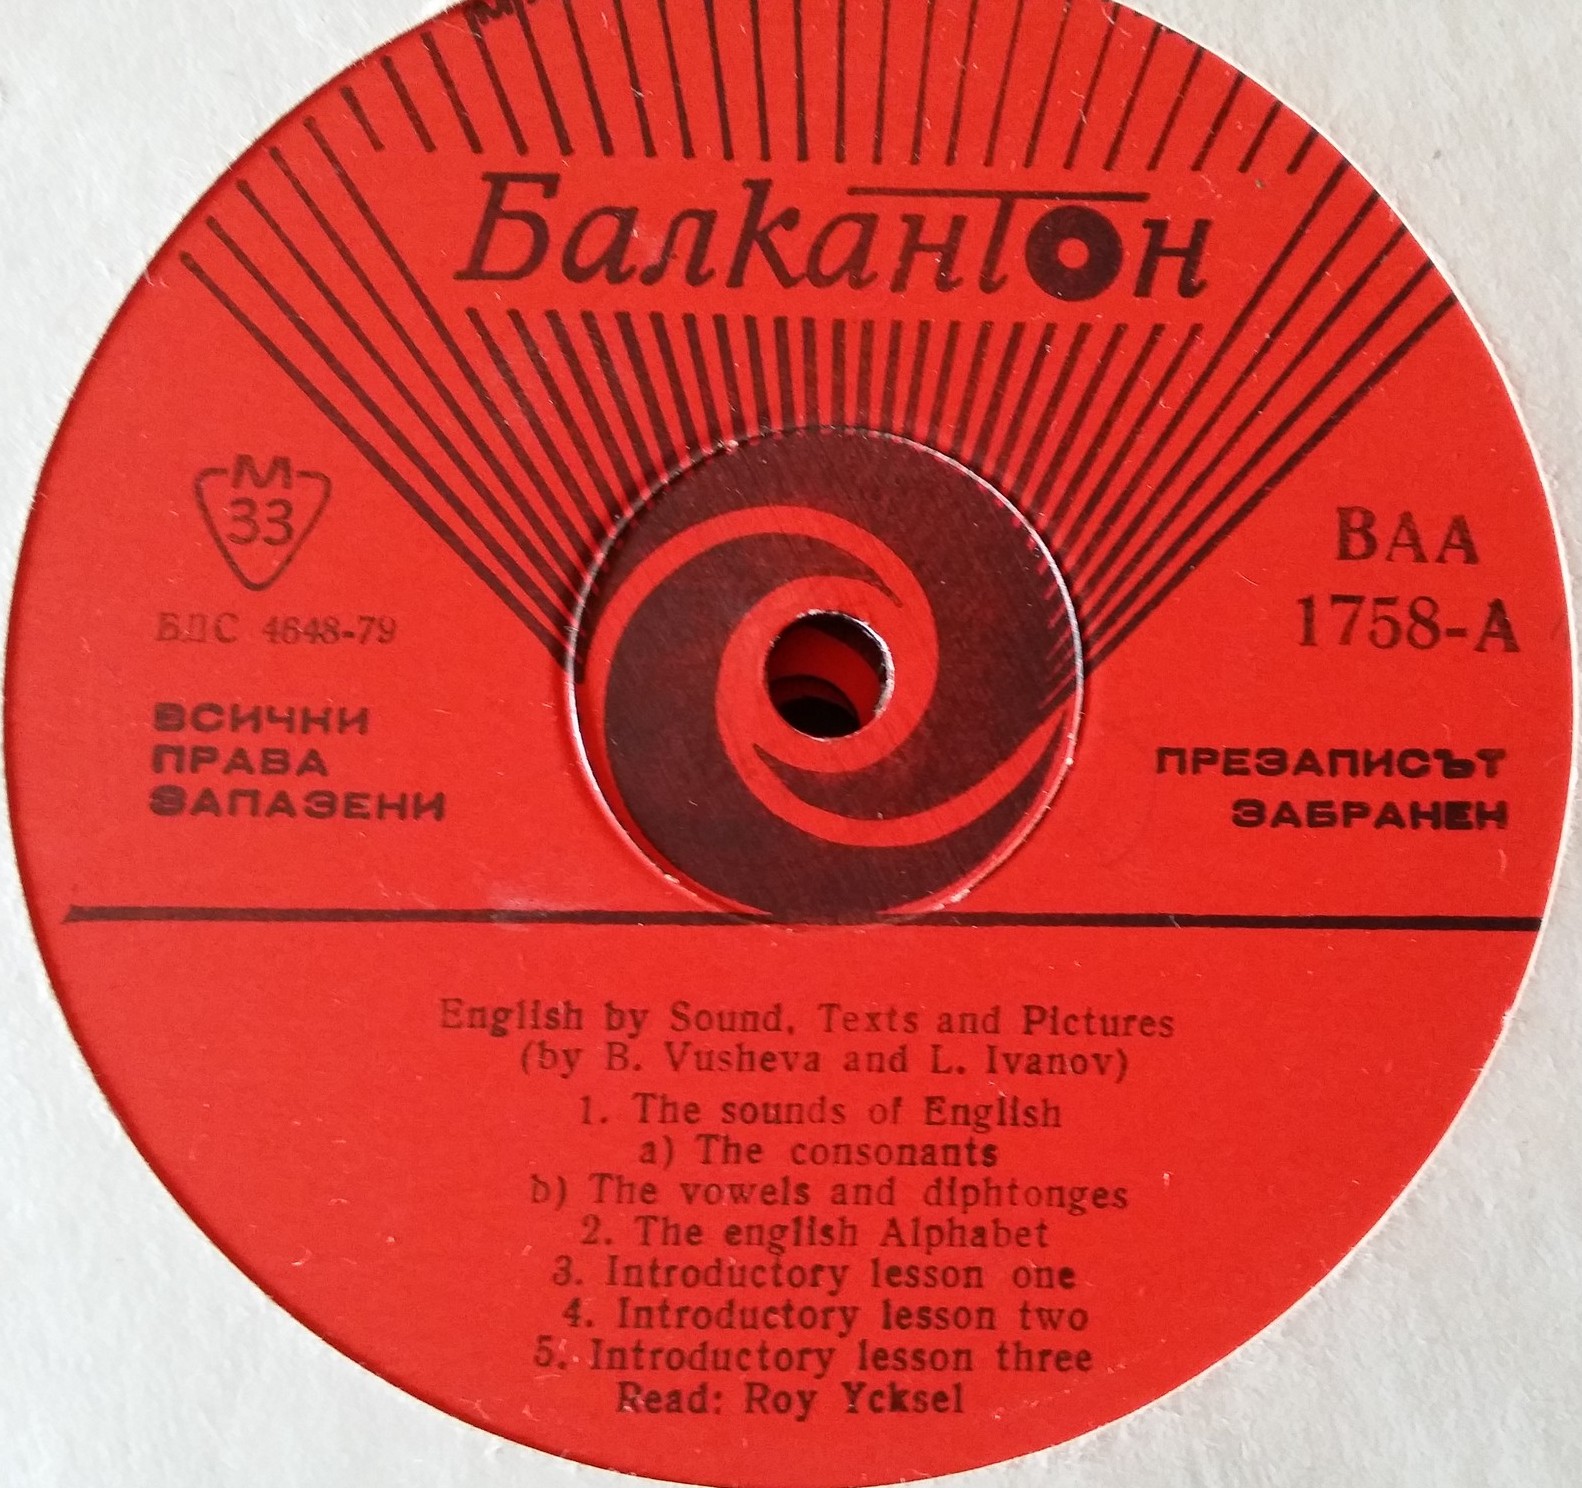 Балкантон
М
33
ВДС 4648-79
ВСИЧКИ
ПРАВА
ЗАПАЗЕНИ
ВАА
1758-А
ПРЕЗАПИСЪТ
ЗАБРАНЕН
English by Sound, Texts and Pictures
(by B. Vusheva and L. Ivanov)
1. The sounds of English
a) The consonants
b) The vowels and diphtonges
2. The english Alphabet
3. Introductory lesson one
4. Introductory lesson two
5. Introductory lesson three
Read: Roy Ycksel